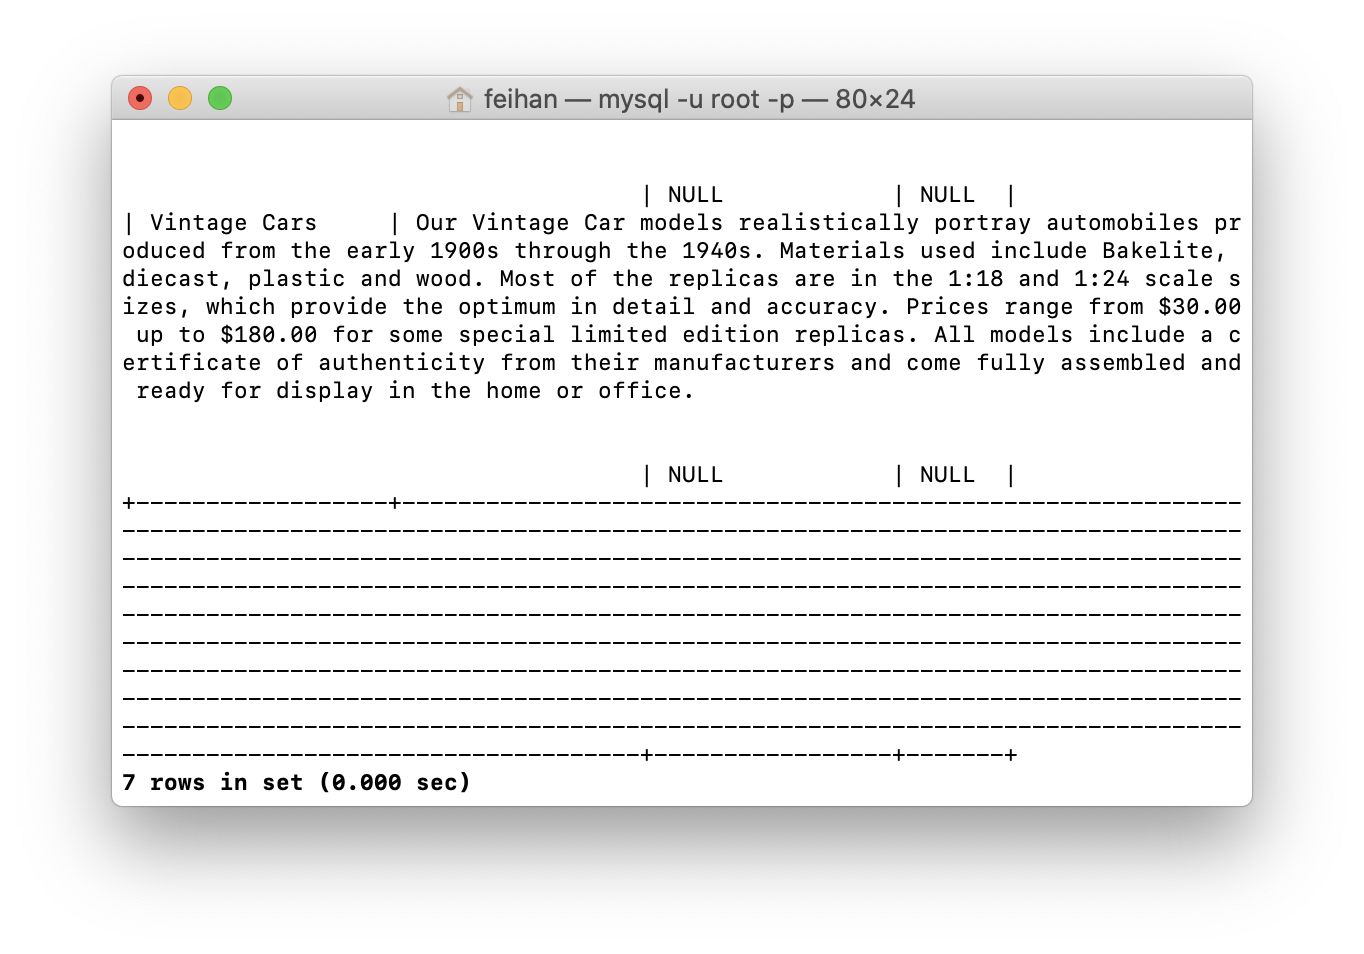 feihan — mysql -u root -p — 80×24
| NULL            | NULL  |
| Vintage Cars     | Our Vintage Car models realistically portray automobiles pr
oduced from the early 1900s through the 1940s. Materials used include Bakelite,
diecast, plastic and wood. Most of the replicas are in the 1:18 and 1:24 scale s
izes, which provide the optimum in detail and accuracy. Prices range from $30.00
 up to $180.00 for some special limited edition replicas. All models include a c
ertificate of authenticity from their manufacturers and come fully assembled and
 ready for display in the home or office.
| NULL            | NULL  |
+------------------+------------------------------------------------------------
--------------------------------------------------------------------------------
--------------------------------------------------------------------------------
--------------------------------------------------------------------------------
--------------------------------------------------------------------------------
--------------------------------------------------------------------------------
--------------------------------------------------------------------------------
--------------------------------------------------------------------------------
--------------------------------------------------------------------------------
-------------------------------------+-----------------+-------+
7 rows in set (0.000 sec)